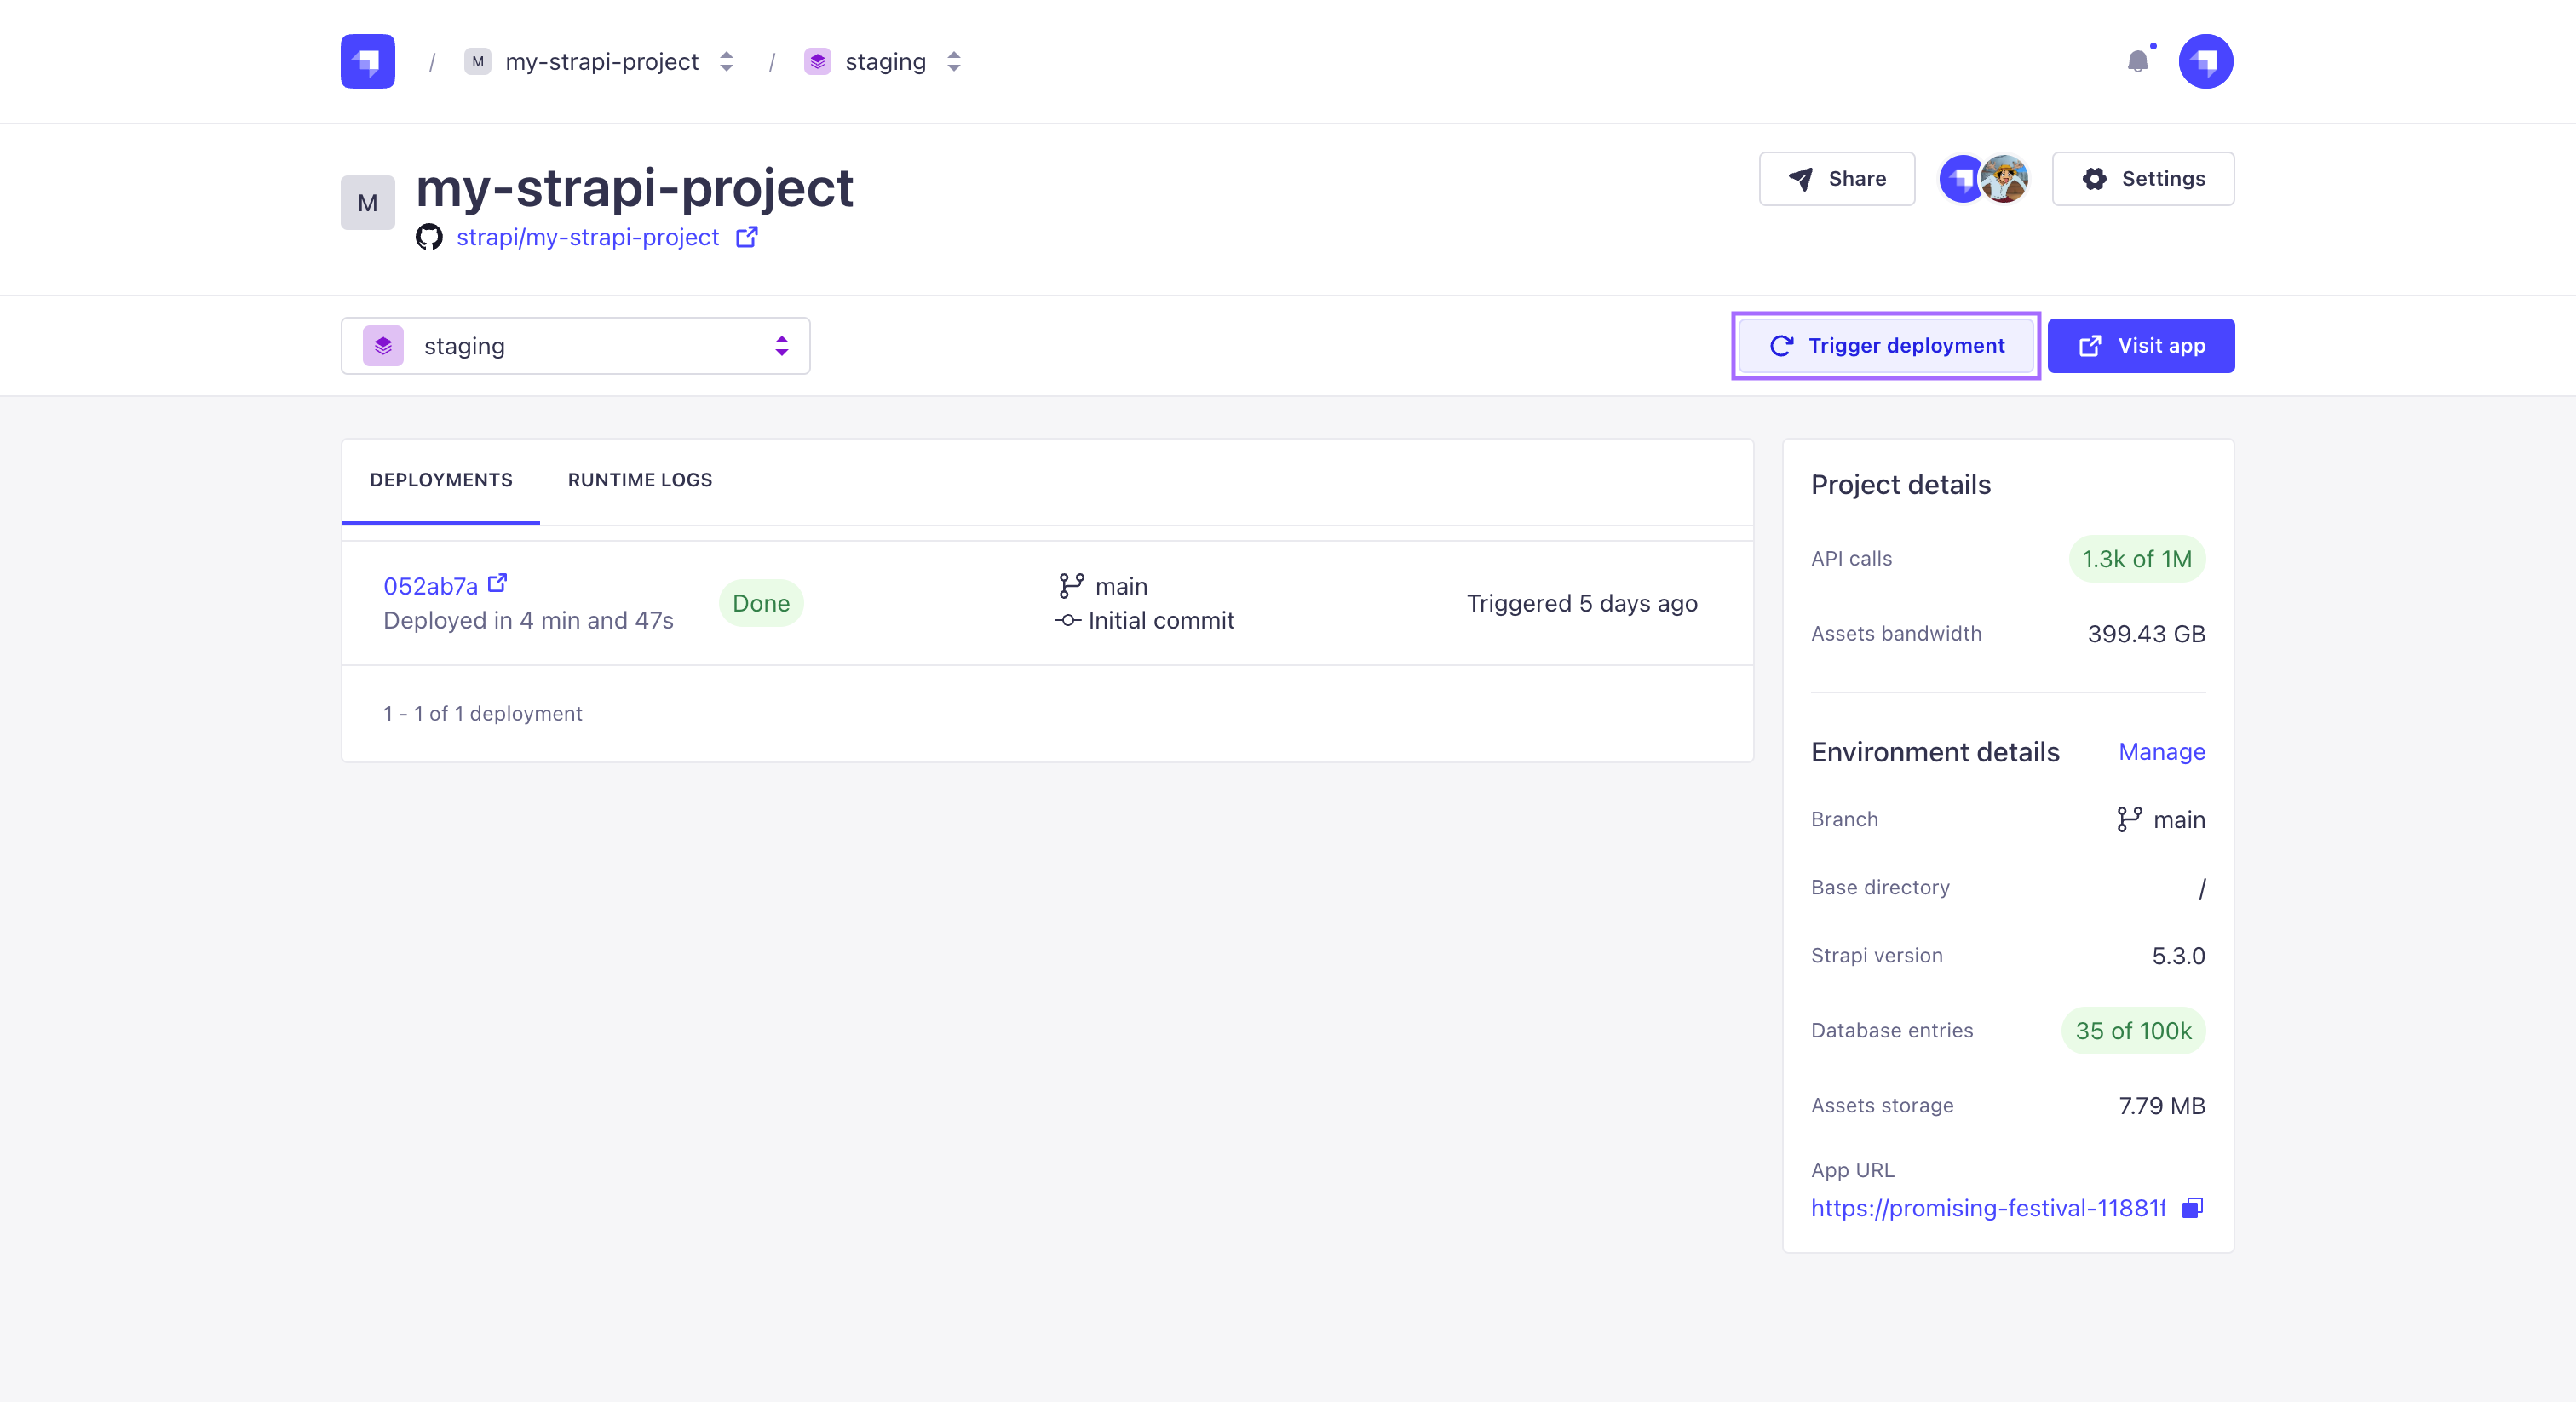 / M my-strapi-project / staging
M
my-strapi-project
strapi/my-strapi-project
Share
Settings
staging
Trigger deployment
Visit app
DEPLOYMENTS
RUNTIME LOGS
052ab7a
Deployed in 4 min and 47s
Done
main
Initial commit
Triggered 5 days ago
1 - 1 of 1 deployment
Project details
API calls 1.3k of 1M
Assets bandwidth 399.43 GB
Environment details Manage
Branch main
Base directory /
Strapi version 5.3.0
Database entries 35 of 100k
Assets storage 7.79 MB
App URL
https://promising-festival-11881f